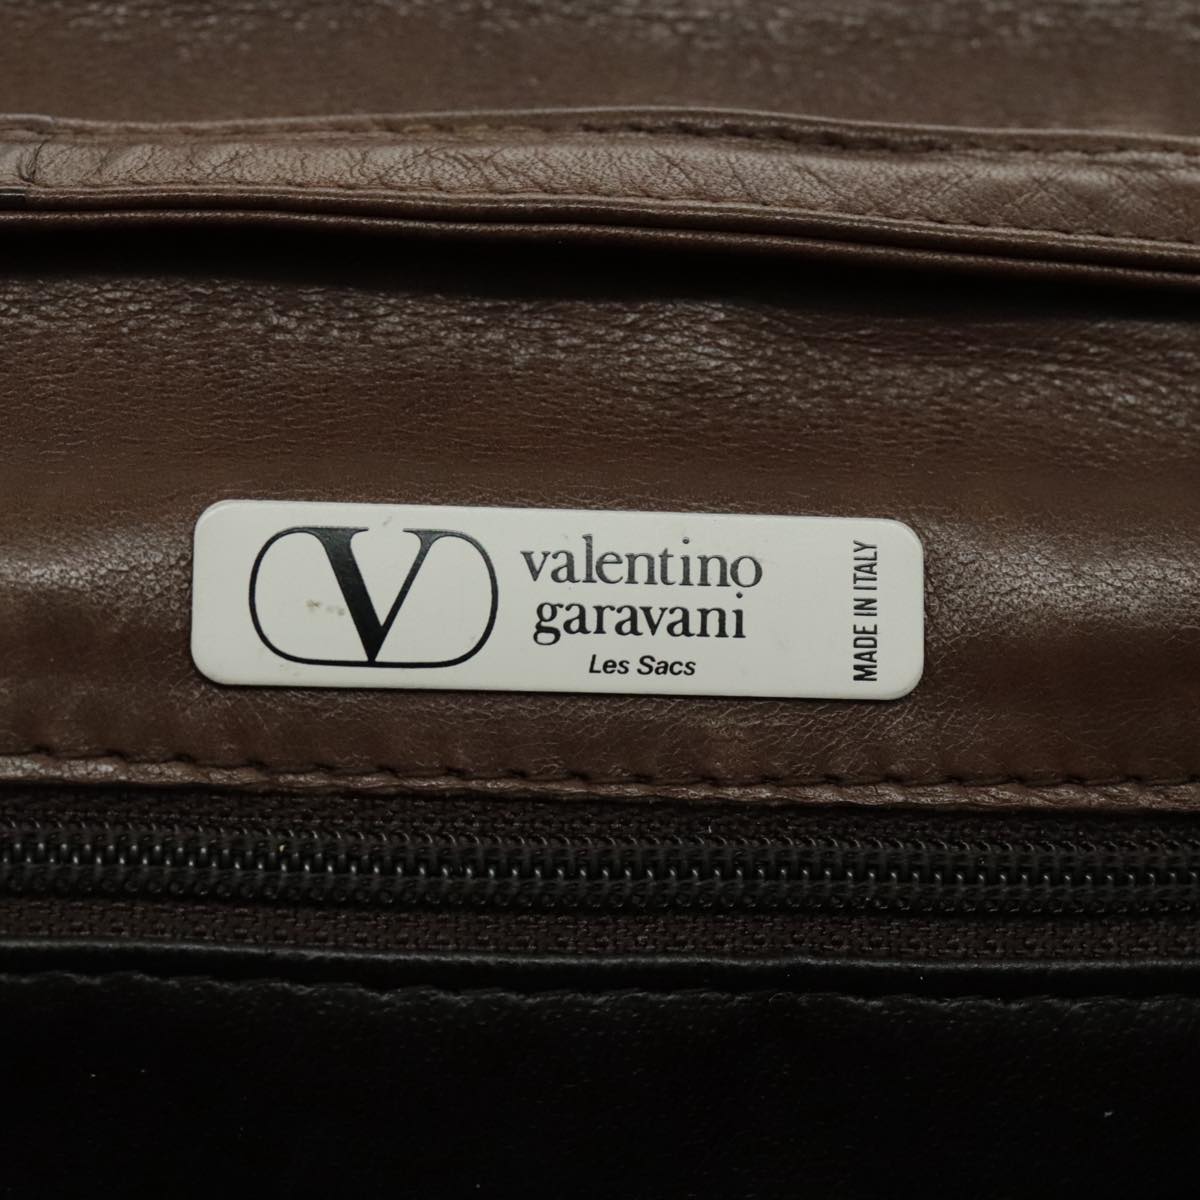 V
valentino
garavani
Les Sacs
MADE IN ITALY